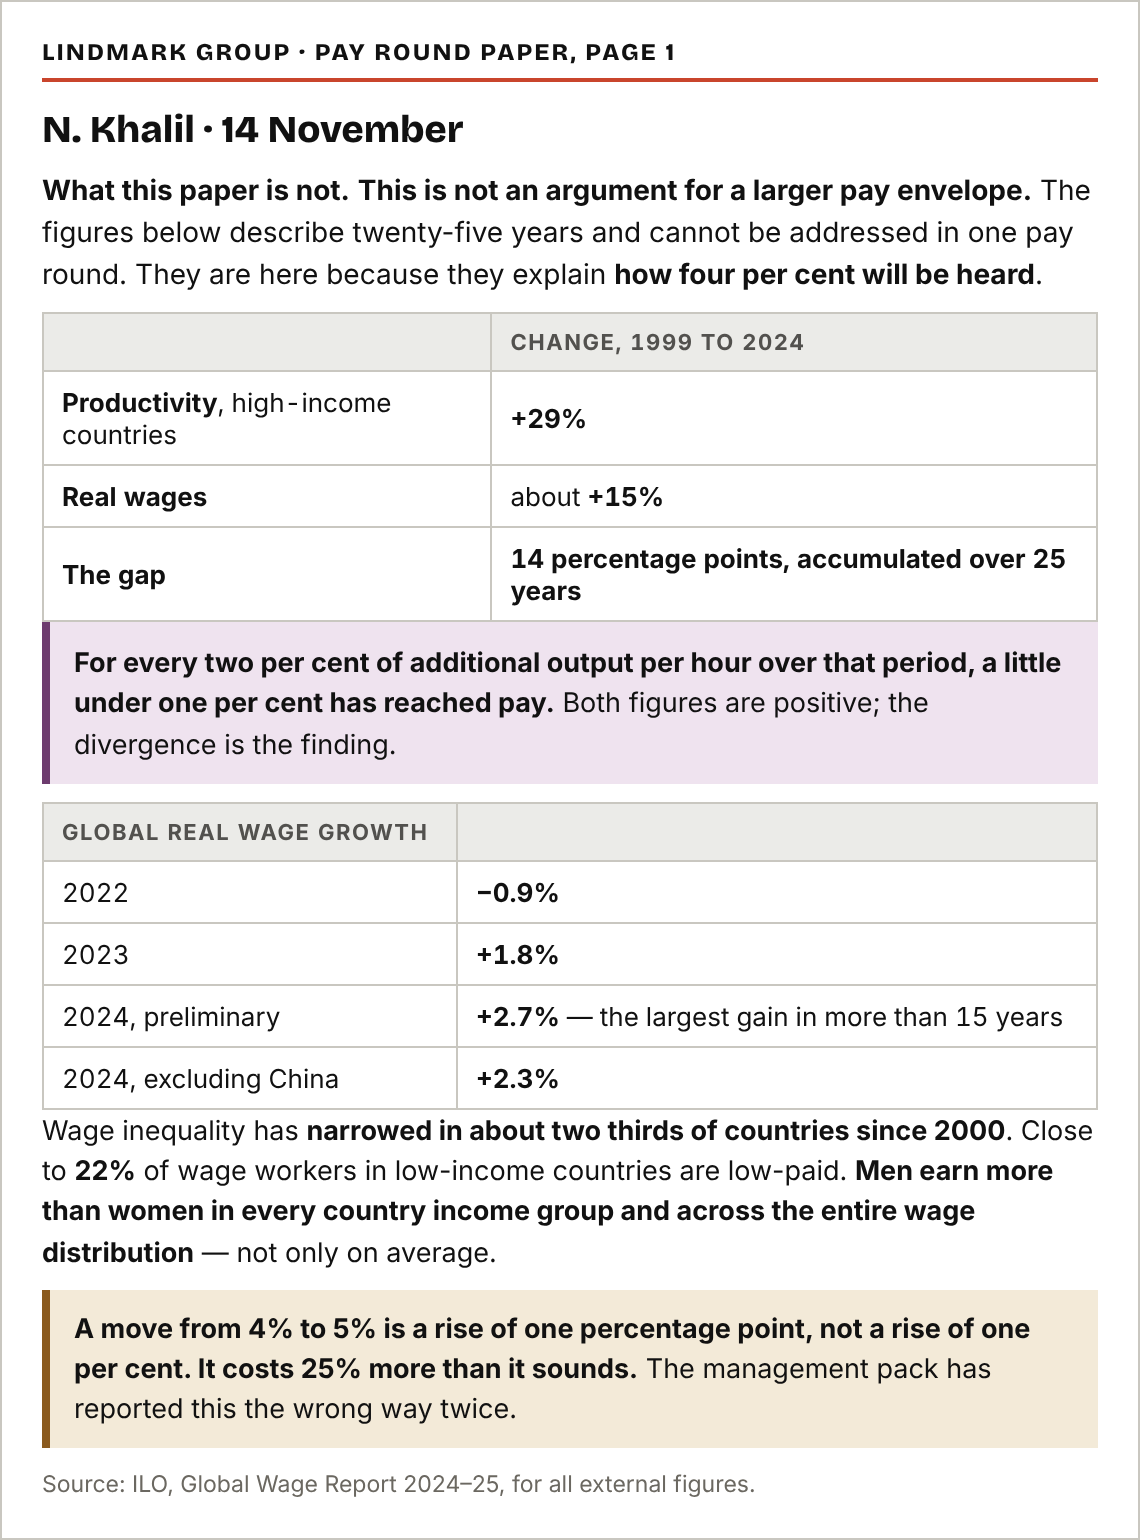 LINDMARK GROUP · PAY ROUND PAPER, PAGE 1
N. Khalil · 14 November
What this paper is not. This is not an argument for a larger pay envelope. The
figures below describe twenty-five years and cannot be addressed in one pay
round. They are here because they explain how four per cent will be heard.
CHANGE, 1999 TO 2024
Productivity, high-income
countries
+29%
Real wages
about +15%
The gap
14 percentage points, accumulated over 25
years
For every two per cent of additional output per hour over that period, a little
under one per cent has reached pay. Both figures are positive; the
divergence is the finding.
GLOBAL REAL WAGE GROWTH
2022
−0.9%
2023
+1.8%
2024, preliminary
+2.7% — the largest gain in more than 15 years
2024, excluding China
+2.3%
Wage inequality has narrowed in about two thirds of countries since 2000. Close
to 22% of wage workers in low-income countries are low-paid. Men earn more
than women in every country income group and across the entire wage
distribution — not only on average.
A move from 4% to 5% is a rise of one percentage point, not a rise of one
per cent. It costs 25% more than it sounds. The management pack has
reported this the wrong way twice.
Source: ILO, Global Wage Report 2024–25, for all external figures.